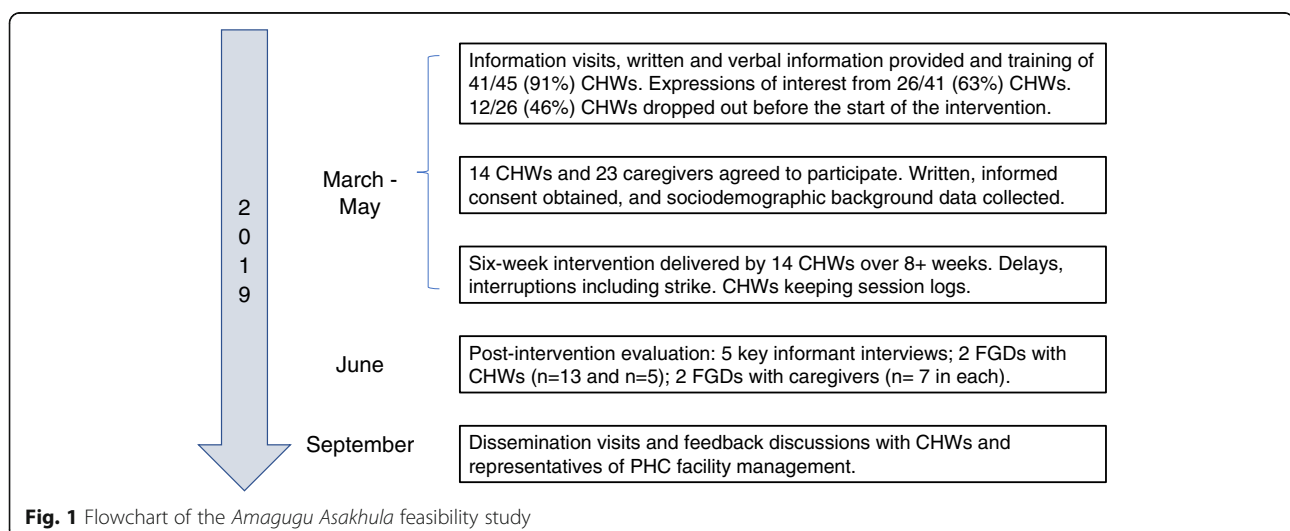 Information visits, written and verbal information provided and training of
41/45 (91%) CHWs. Expressions of interest from 26/41 (63%) CHWs.
12/26 (46%) CHWs dropped out before the start of the intervention.
2
0
1
9
March -
May
14 CHWs and 23 caregivers agreed to participate. Written, informed
consent obtained, and sociodemographic background data collected.
Six-week intervention delivered by 14 CHWs over 8+ weeks. Delays,
interruptions including strike. CHWs keeping session logs.
June
Post-intervention evaluation: 5 key informant interviews; 2 FGDs with
CHWs (n=13 and n=5); 2 FGDs with caregivers (n= 7 in each).
September
Dissemination visits and feedback discussions with CHWs and
representatives of PHC facility management.
Fig. 1 Flowchart of the Amagugu Asakhula feasibility study